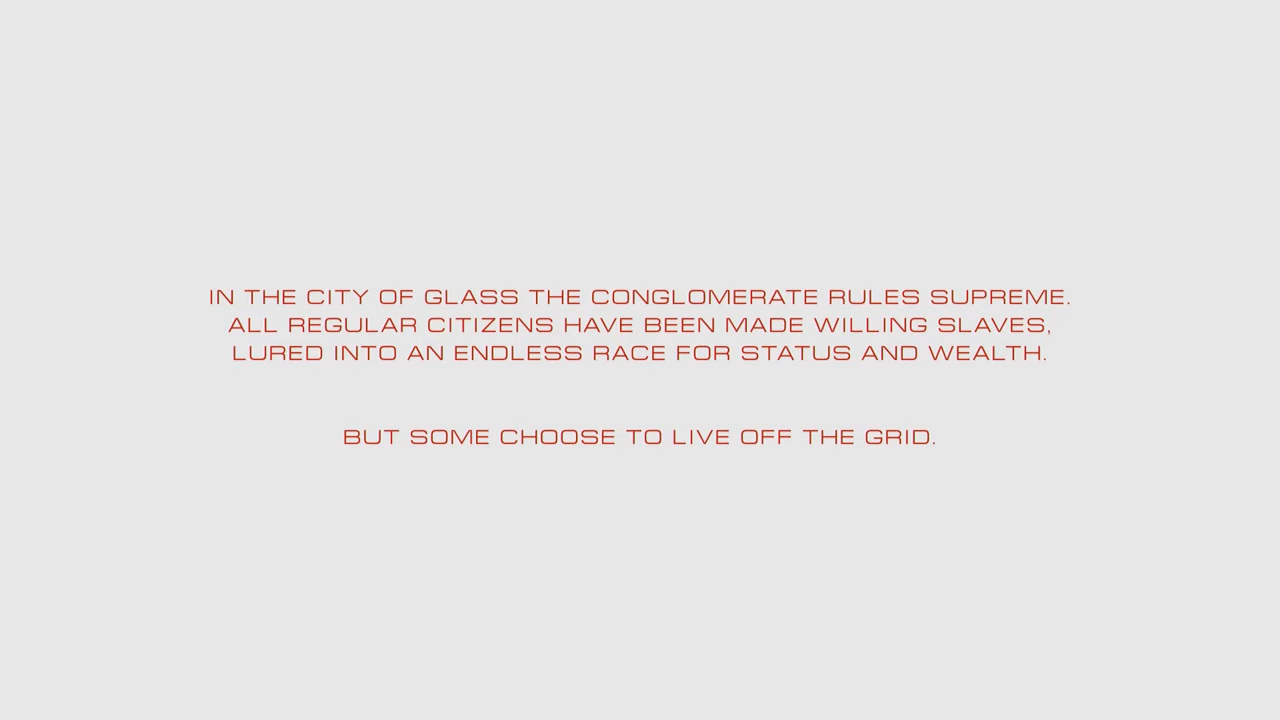 IN THE CITY OF GLASS THE CONGLOMERATE RULES SUPREME.
ALL REGULAR CITIZENS HAVE BEEN MADE WILLING SLAVES,
LURED INTO AN ENDLESS RACE FOR STATUS AND WEALTH.
BUT SOME CHOOSE TO LIVE OFF THE GRID.